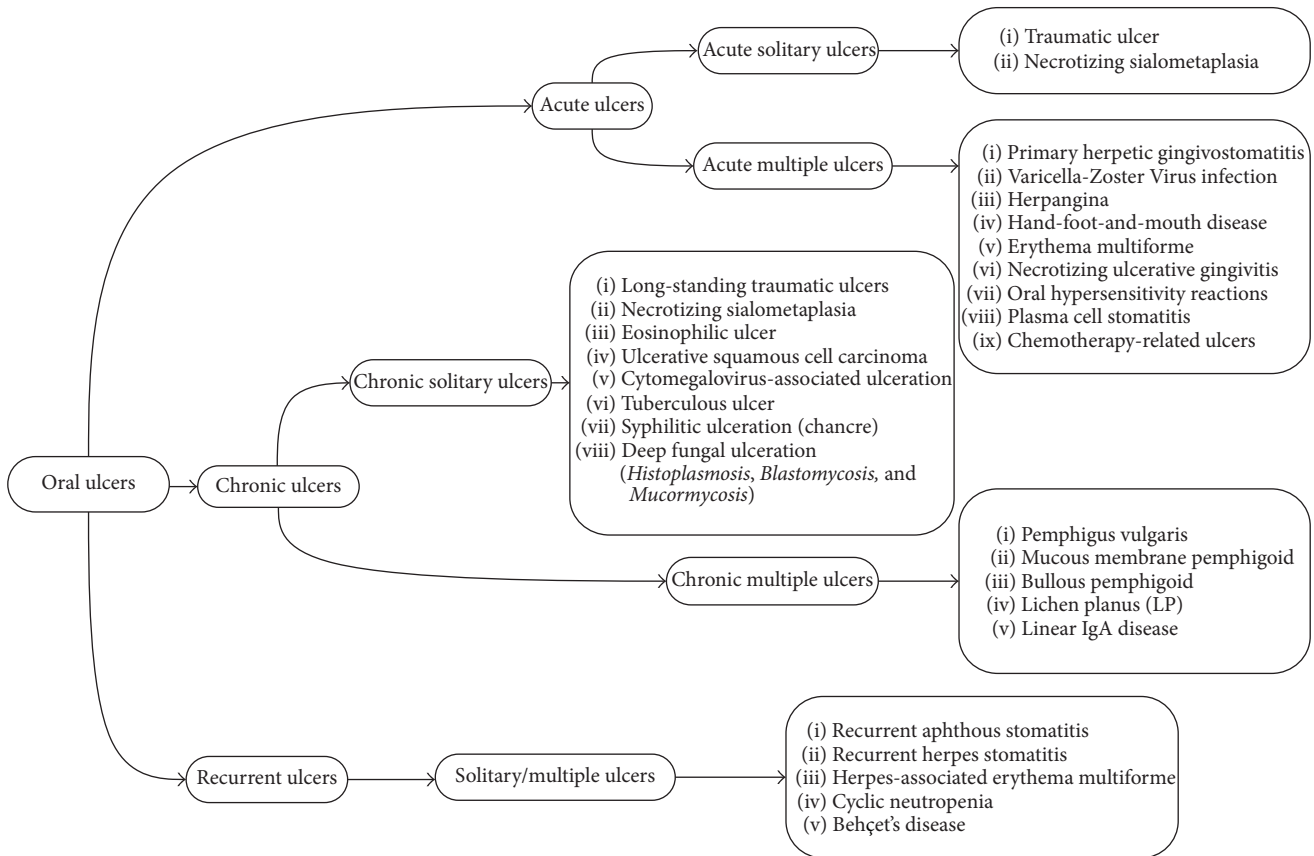 Oral ulcers
Acute ulcers
Acute solitary ulcers
(i) Traumatic ulcer
(ii) Necrotizing sialometaplasia
Acute multiple ulcers
(i) Primary herpetic gingivostomatitis
(ii) Varicella-Zoster Virus infection
(iii) Herpangina
(iv) Hand-foot-and-mouth disease
(v) Erythema multiforme
(vi) Necrotizing ulcerative gingivitis
(vii) Oral hypersensitivity reactions
(viii) Plasma cell stomatitis
(ix) Chemotherapy-related ulcers
Chronic ulcers
Chronic solitary ulcers
(i) Long-standing traumatic ulcers
(ii) Necrotizing sialometaplasia
(iii) Eosinophilic ulcer
(iv) Ulcerative squamous cell carcinoma
(v) Cytomegalovirus-associated ulceration
(vi) Tuberculous ulcer
(vii) Syphilitic ulceration (chancre)
(viii) Deep fungal ulceration
(Histoplasmosis, Blastomycosis, and
Mucormycosis)
Chronic multiple ulcers
(i) Pemphigus vulgaris
(ii) Mucous membrane pemphigoid
(iii) Bullous pemphigoid
(iv) Lichen planus (LP)
(v) Linear IgA disease
Recurrent ulcers
Solitary/multiple ulcers
(i) Recurrent aphthous stomatitis
(ii) Recurrent herpes stomatitis
(iii) Herpes-associated erythema multiforme
(iv) Cyclic neutropenia
(v) Behçet's disease